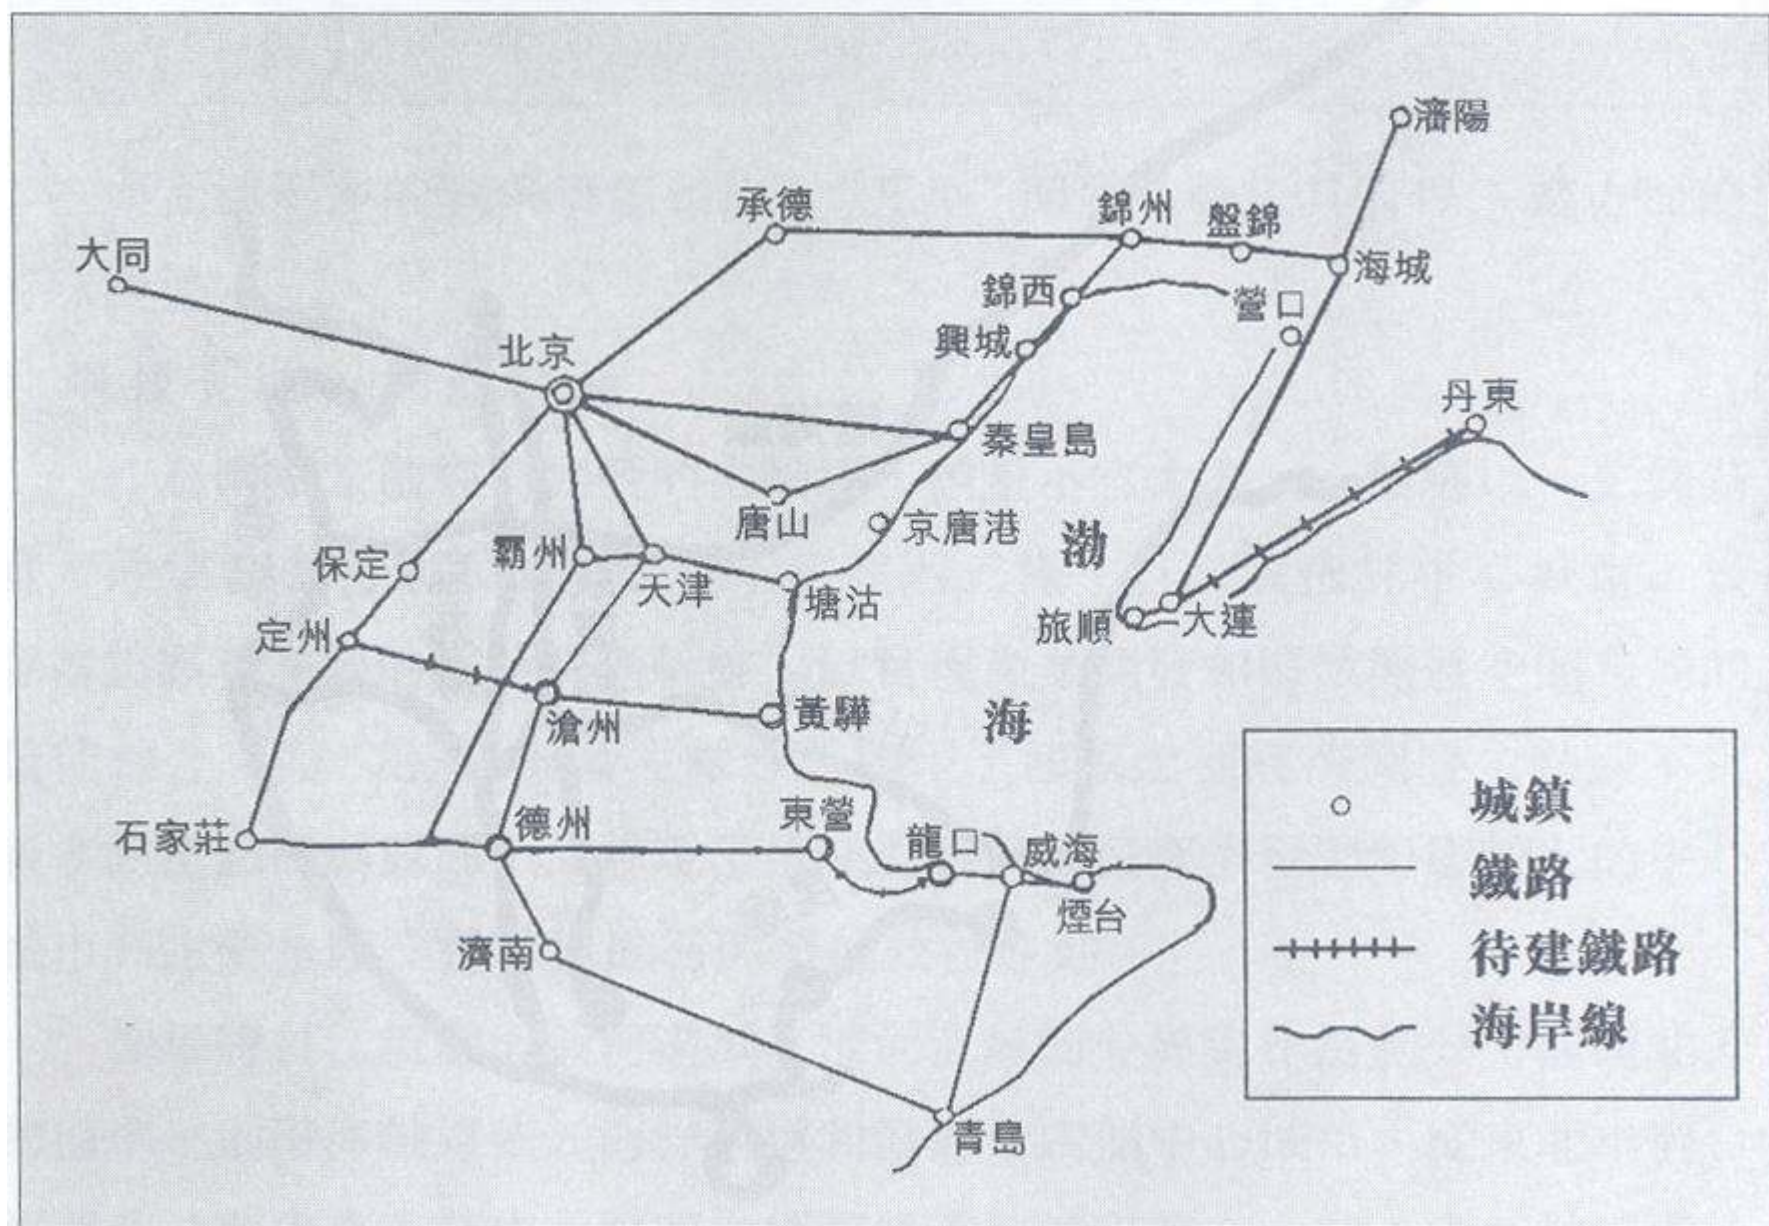 瀋陽
承德
錦州
盤錦
大同
海城
錦西
營口
北京
興城
丹東
秦皇島
唐山
京唐港
渤
霸州
保定
天津
塘沽
旅順
大連
定州
滄州
黃驊
海
城鎮
東營
石家莊
德州
龍口
威海
鐵路
煙台
濟南
待建鐵路
海岸線
青島